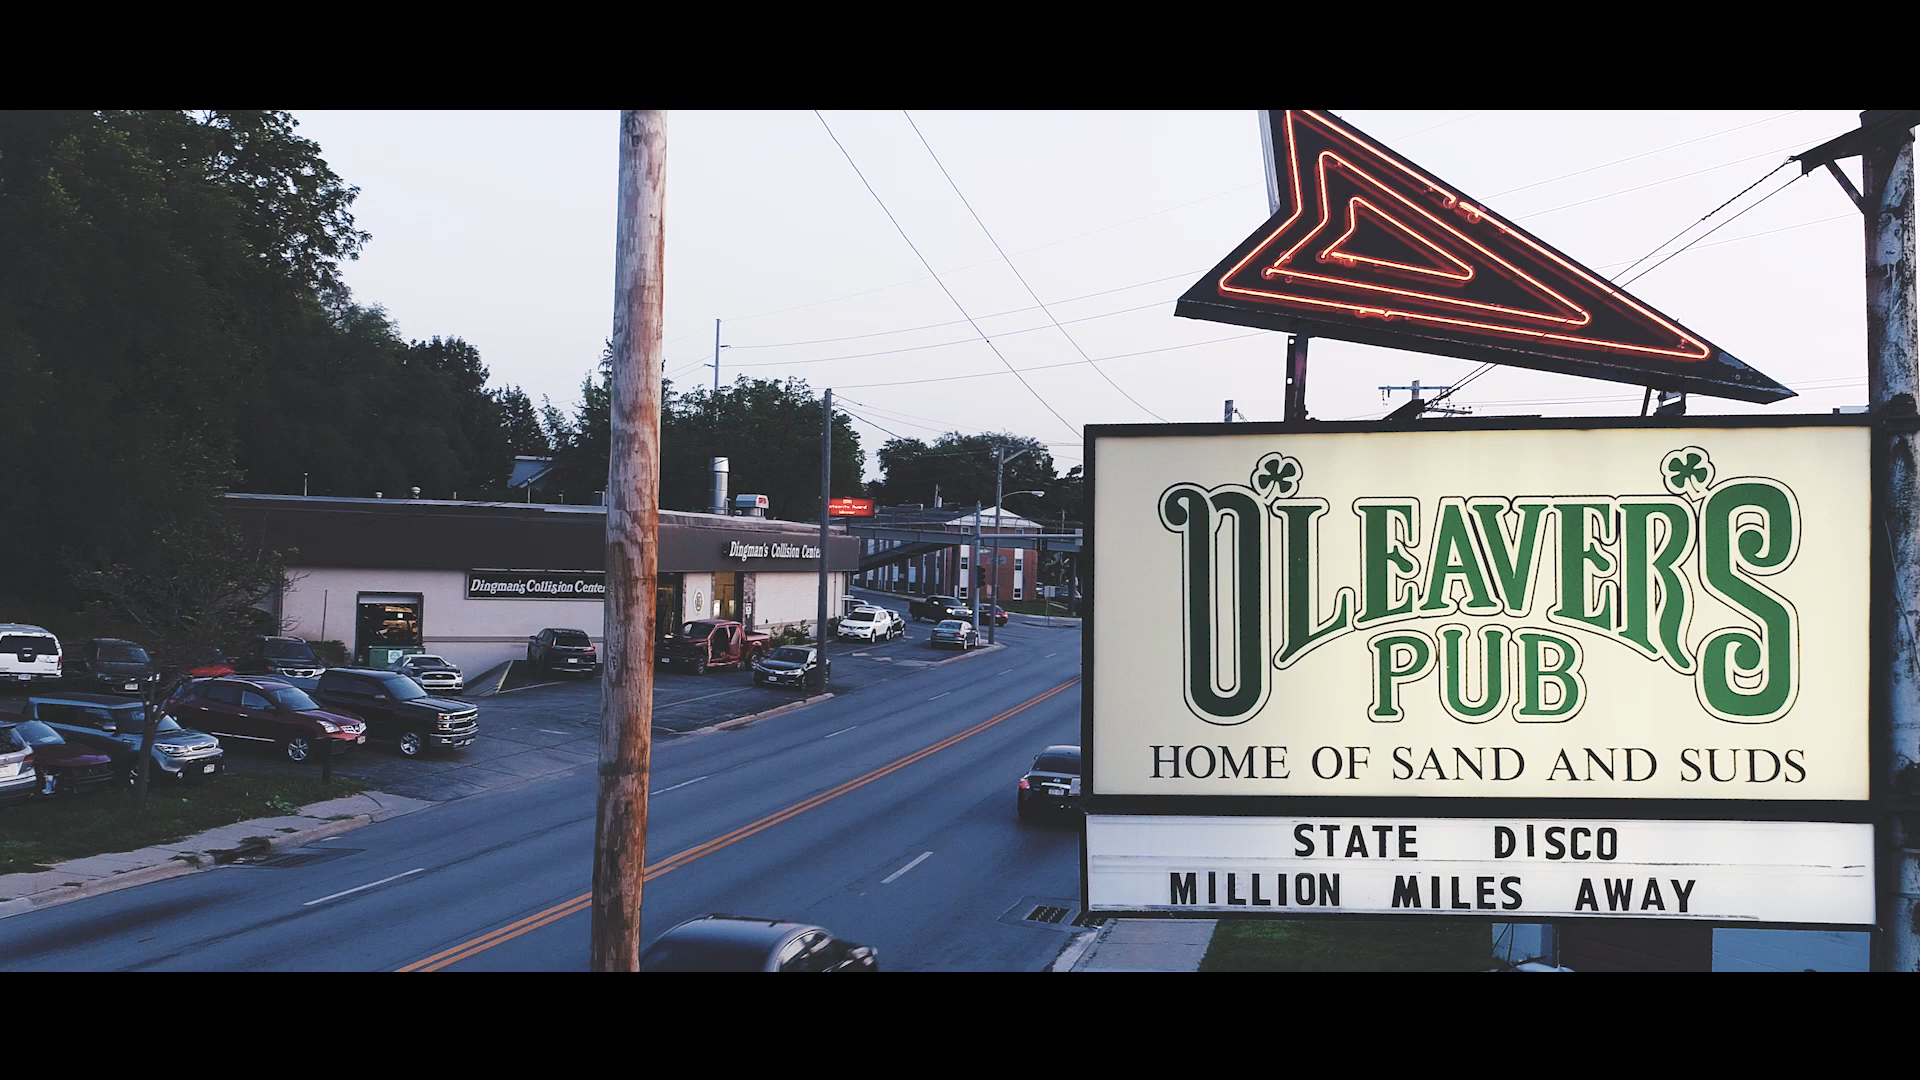 Dingman's Collision Center
Dingman's Collision Center
O'LEAVER'S
PUB
HOME OF SAND AND SUDS
STATE DISCO
MILLION MILES AWAY